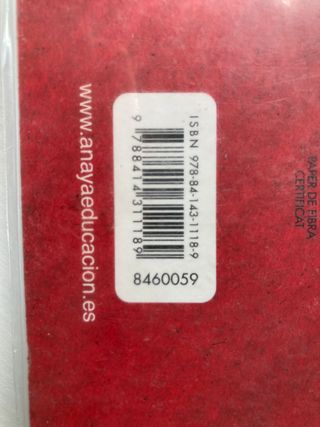 ISBN 978-84-143-1118-9
9 788414 311189
8460059
www.anayaeducacion.es
PAPER DE FIBRA
CERTIFICAT